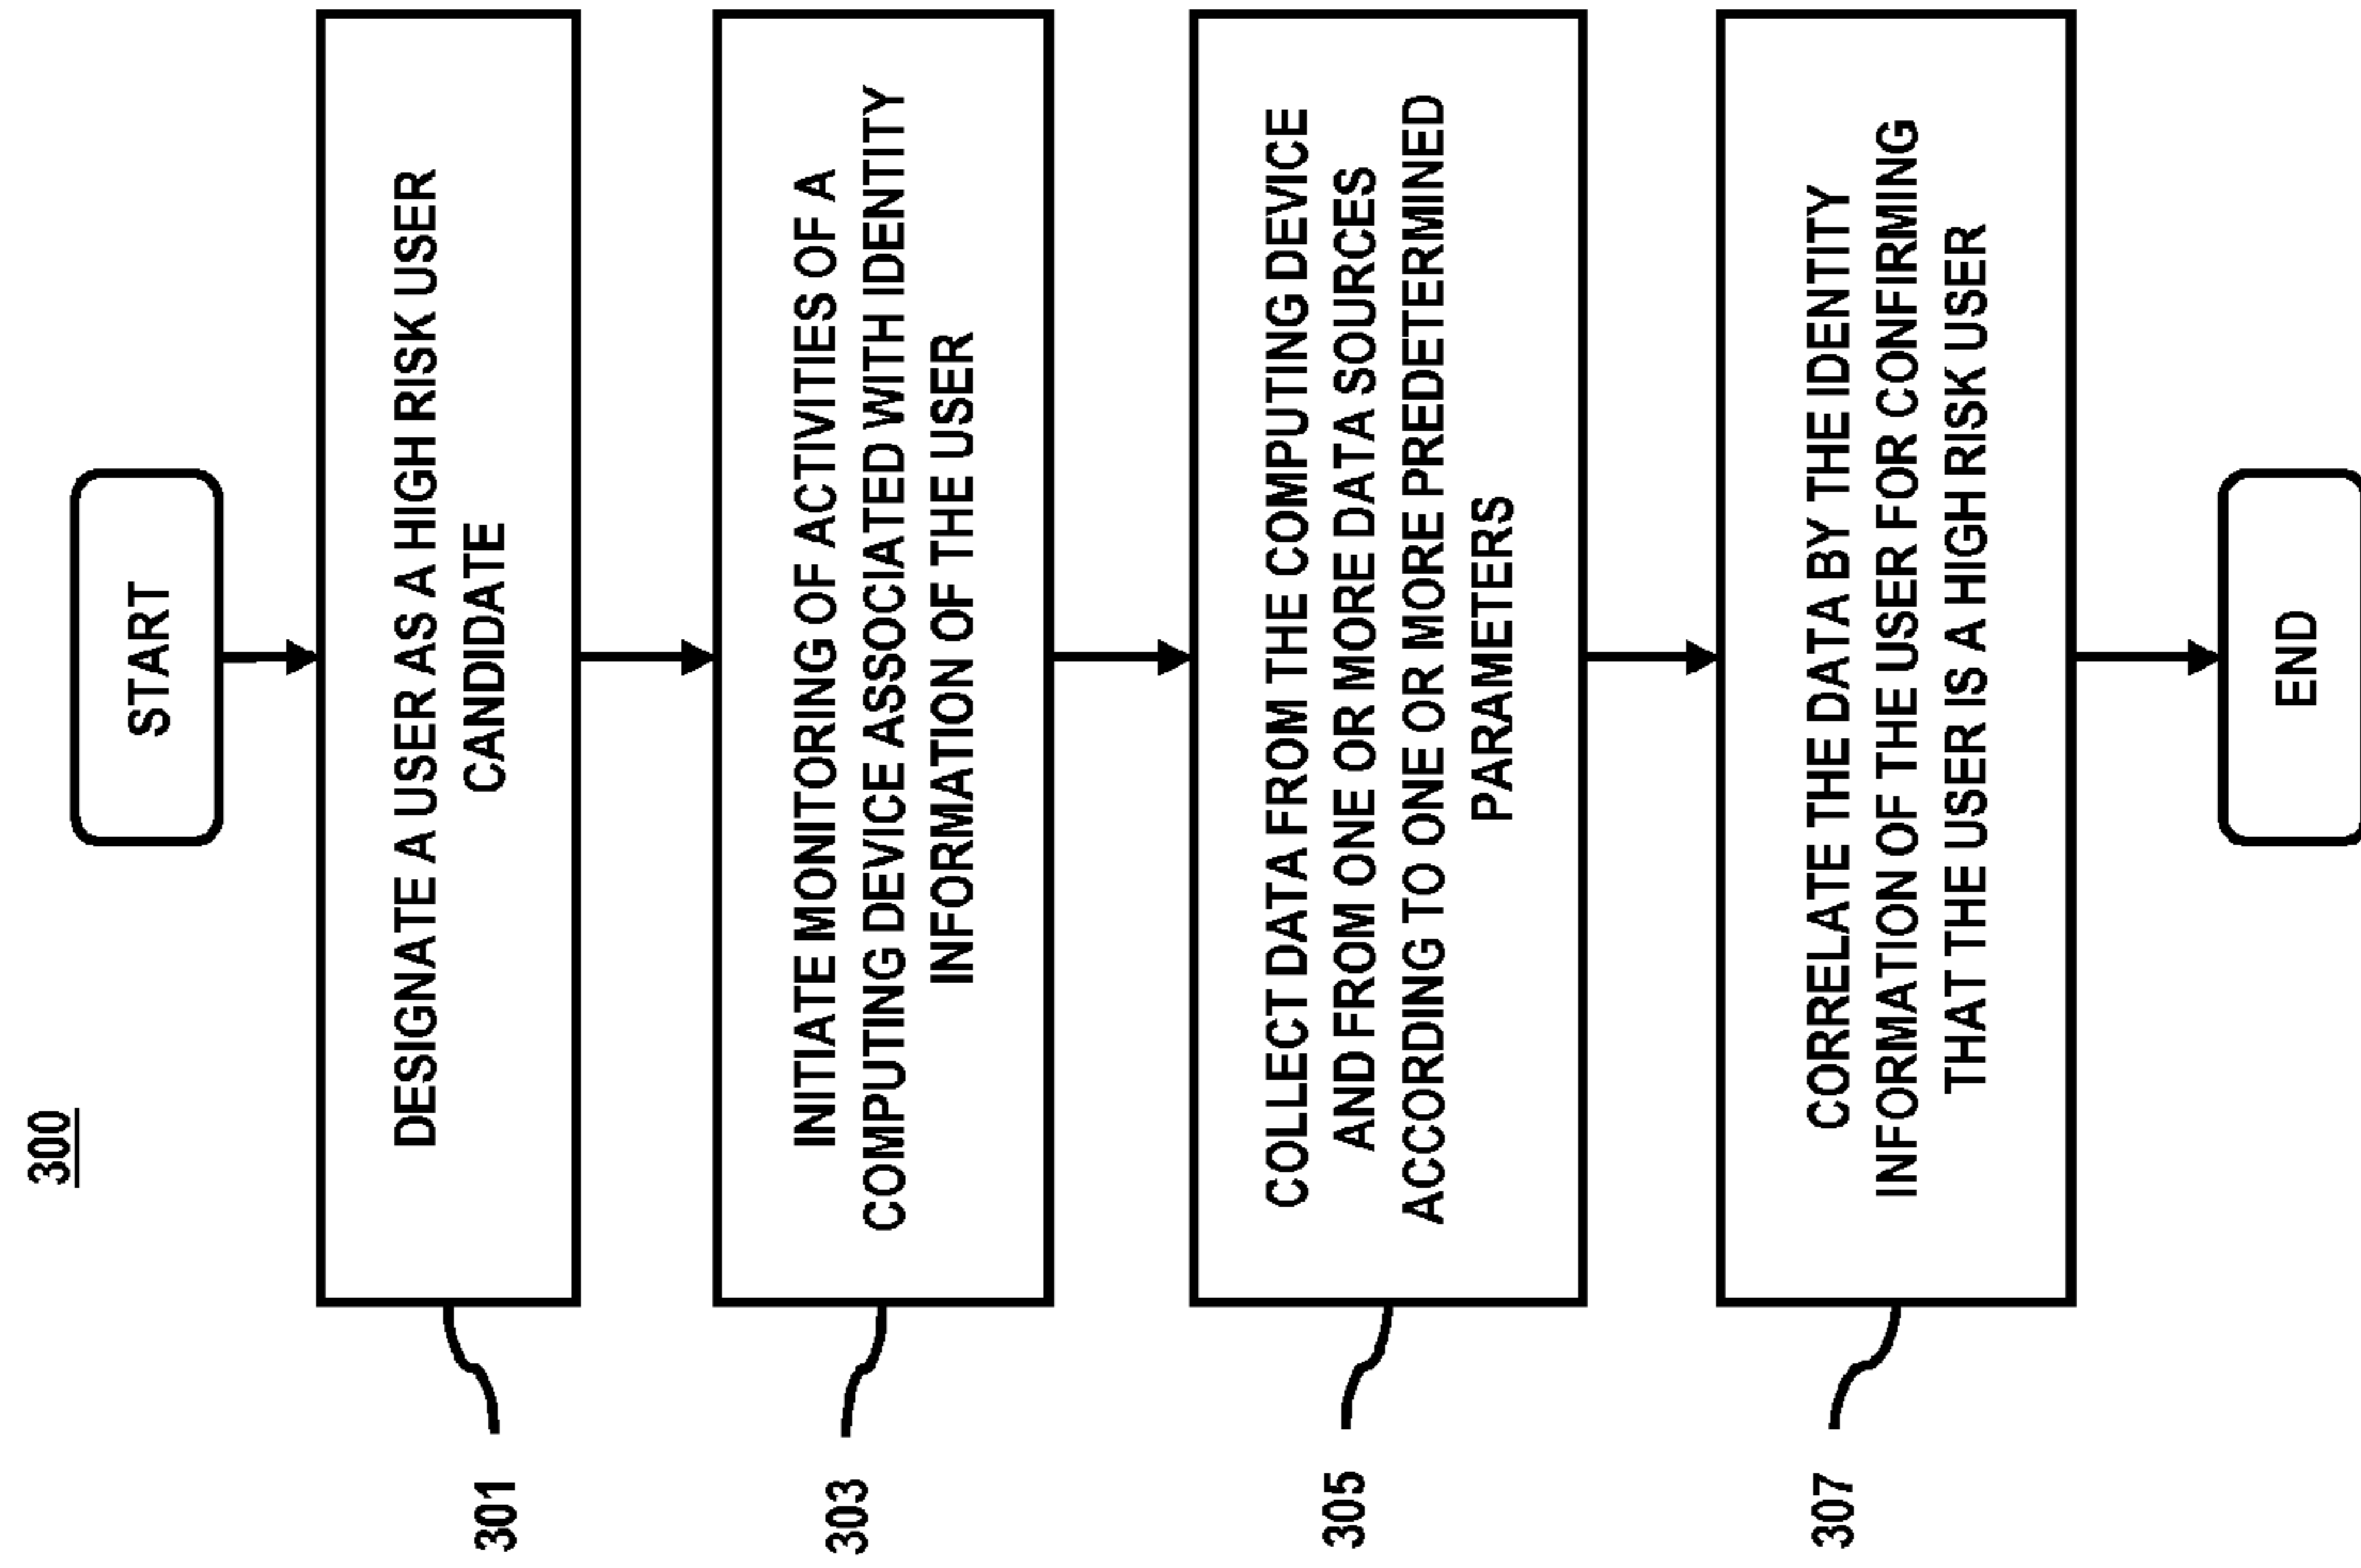 300
START
301
DESIGNATE A USER AS A HIGH RISK USER
CANDIDATE
303
INITIATE MONITORING OF ACTIVITIES OF A
COMPUTING DEVICE ASSOCIATED WITH IDENTITY
INFORMATION OF THE USER
305
COLLECT DATA FROM THE COMPUTING DEVICE
AND FROM ONE OR MORE DATA SOURCES
ACCORDING TO ONE OR MORE PREDETERMINED
PARAMETERS
307
CORRELATE THE DATA BY THE IDENTITY
INFORMATION OF THE USER FOR CONFIRMING
THAT THE USER IS A HIGH RISK USER
END